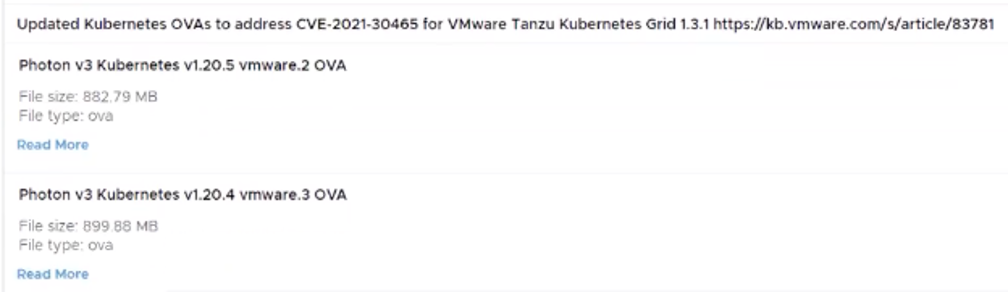 Updated Kubernetes OVAs to address CVE-2021-30465 for VMware Tanzu Kubernetes Grid 1.3.1 https://kb.vmware.com/s/article/83781
Photon v3 Kubernetes v1.20.5 vmware.2 OVA
File size: 882.79 MB
File type: ova
Read More
Photon v3 Kubernetes v1.20.4 vmware.3 OVA
File size: 899.88 MB
File type: ova
Read More